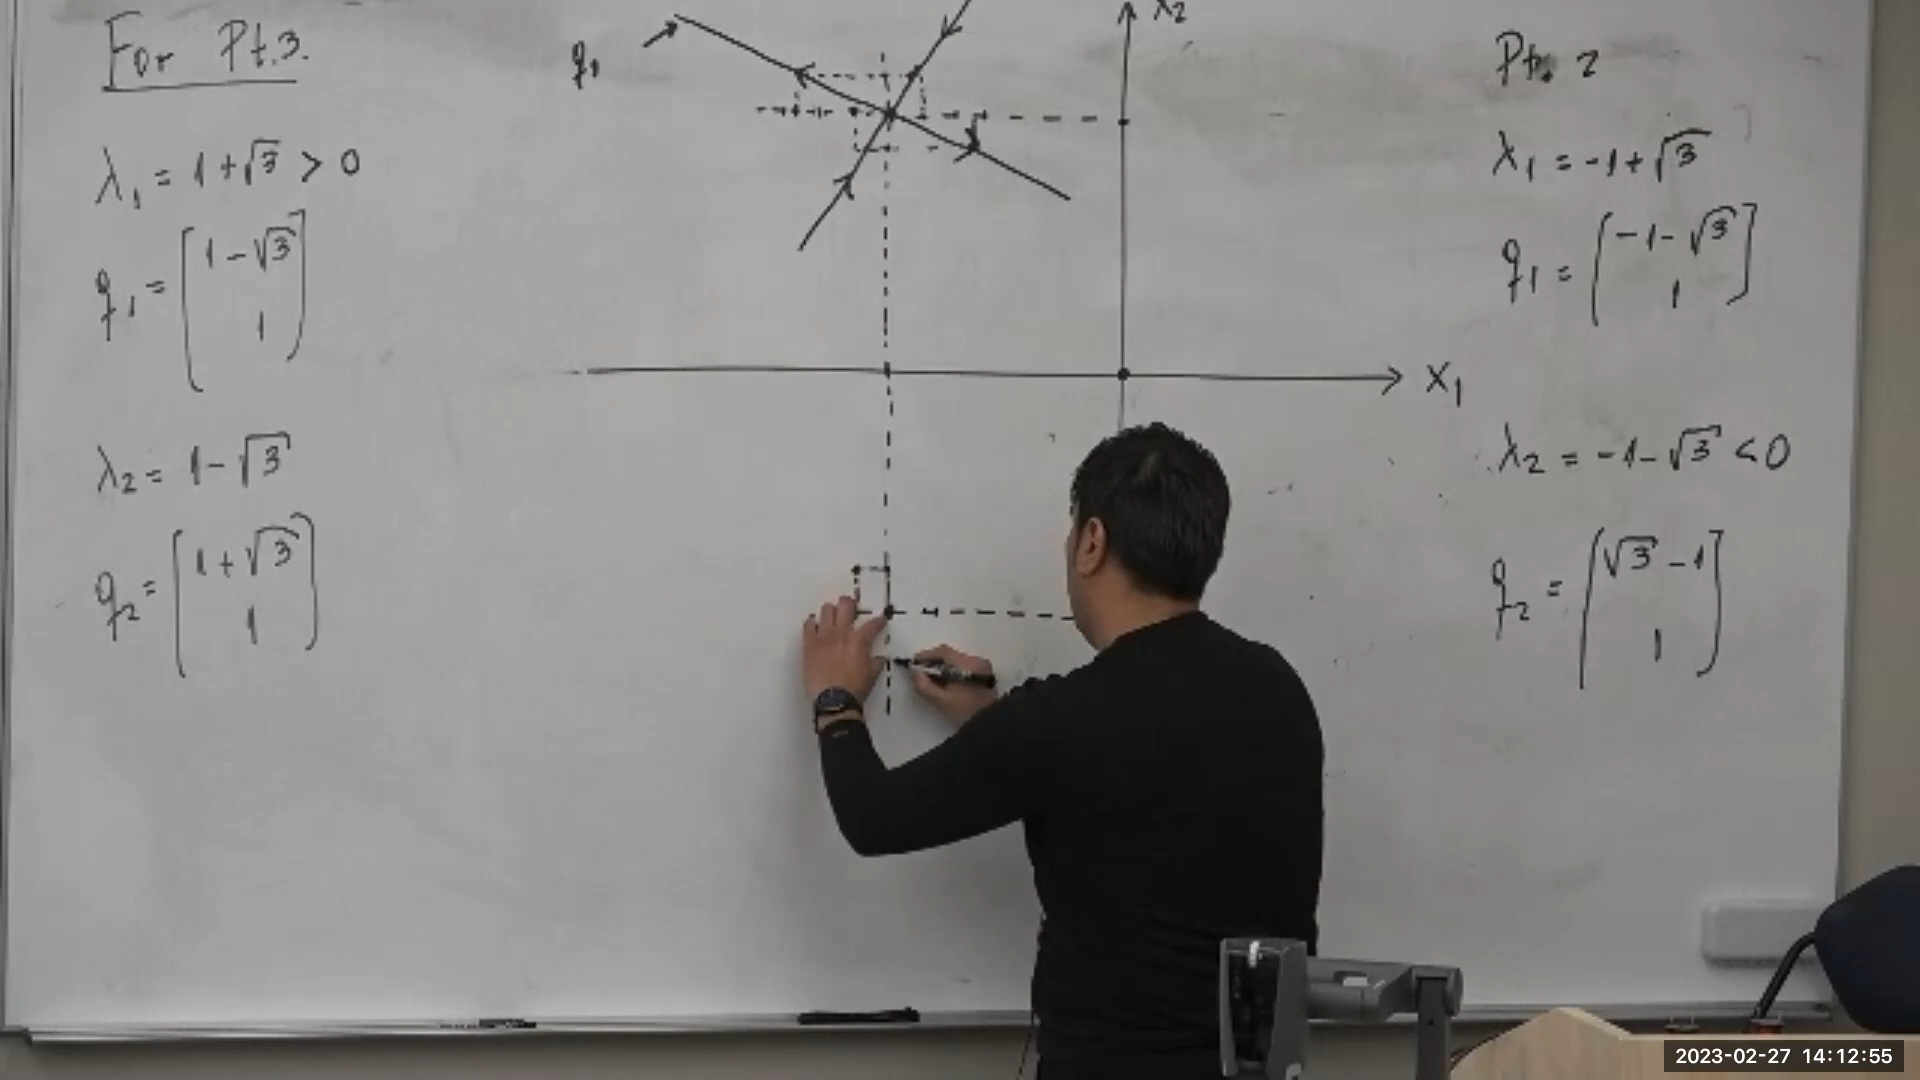 For Pt.3.
λ₁ = 1 + √3 > 0
q₁ = [1 - √3
1]
λ₂ = 1 - √3
q₂ = [1 + √3
1]
q₁
x₂
x₁
Pt. 2
λ₁ = -1 + √3
q₁ = [-1 - √3
1]
λ₂ = -1 - √3 < 0
q₂ = [√3 - 1
1]
2023-02-27 14:12:55